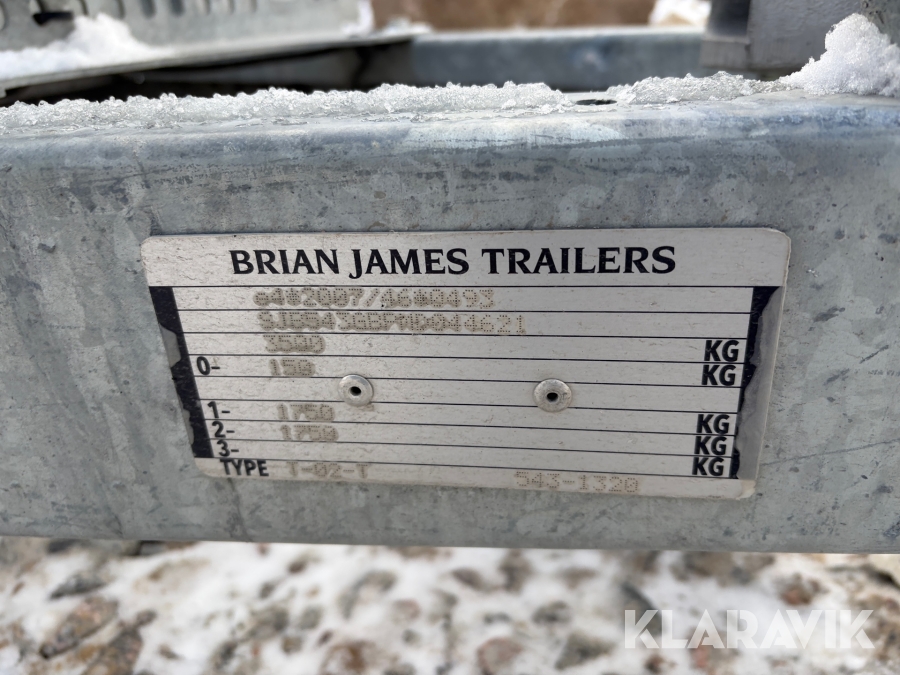 BRIAN JAMES TRAILERS
e4*2007/46*0493
3500 KG
0- 150 KG
1- 1750 KG
2- 1750 KG
3- KG
TYPE T-02-T 543-1320
KLARAVIK